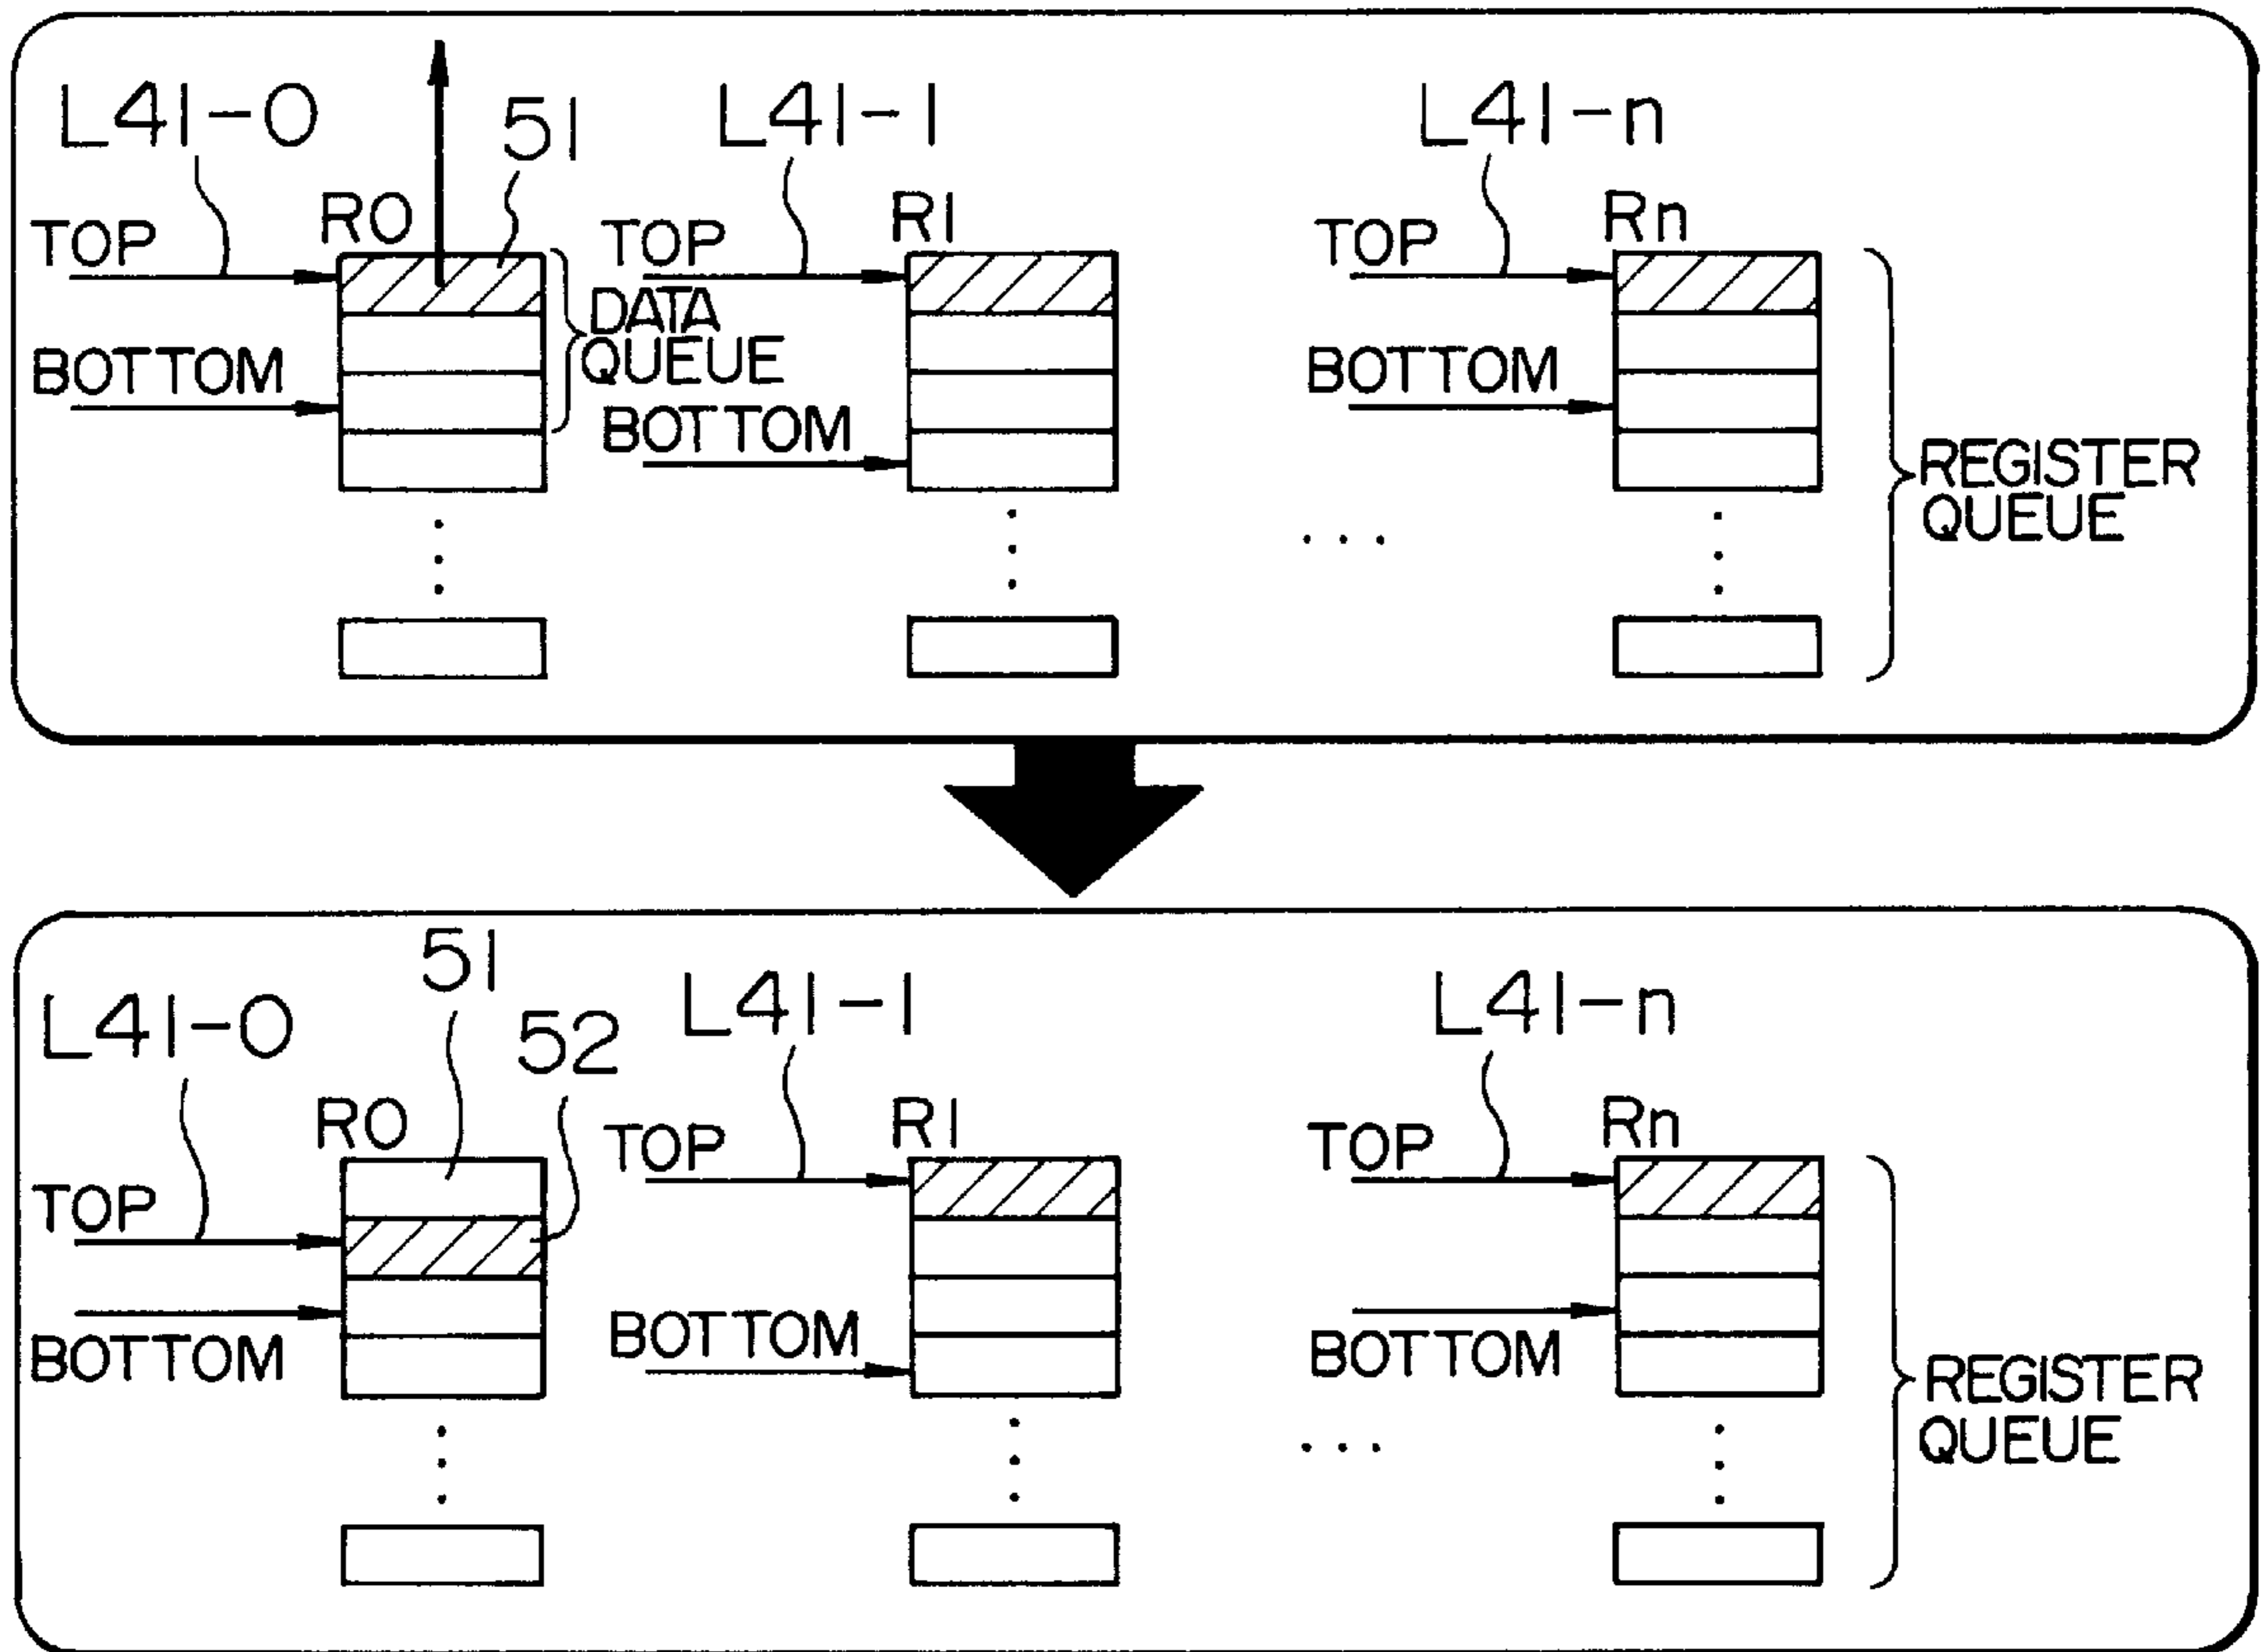 L41-0
51
L41-1
L41-n
TOP
R0
TOP
R1
TOP
Rn
DATA
QUEUE
BOTTOM
BOTTOM
BOTTOM
REGISTER
QUEUE
51
L41-0
52
L41-1
L41-n
R0
TOP
R1
TOP
Rn
TOP
BOTTOM
BOTTOM
BOTTOM
REGISTER
QUEUE